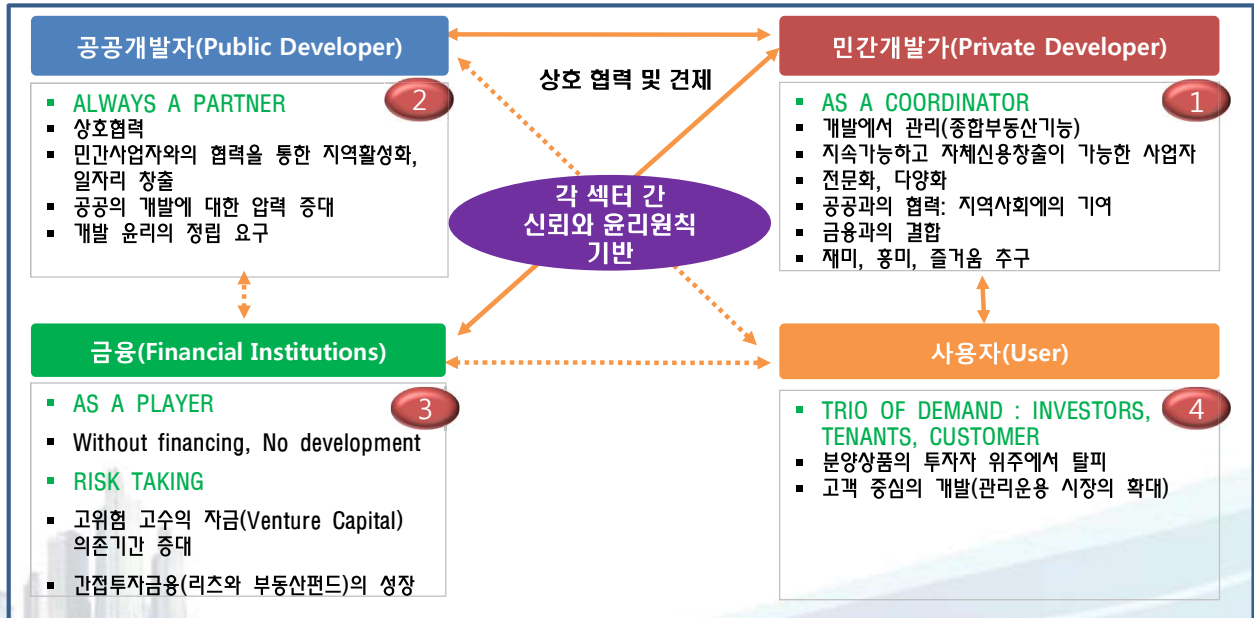 공공개발자(Public Developer)
민간개발가(Private Developer)
상호 협력 및 견제
2
▪ ALWAYS A PARTNER
▪ 상호협력
▪ 민간사업자와의 협력을 통한 지역활성화,
일자리 창출
▪ 공공의 개발에 대한 압력 증대
▪ 개발 윤리의 정립 요구
1
▪ AS A COORDINATOR
▪ 개발에서 관리(종합부동산기능)
▪ 지속가능하고 자체신용창출이 가능한 사업자
▪ 전문화, 다양화
▪ 공공과의 협력: 지역사회에의 기여
▪ 금융과의 결합
▪ 재미, 흥미, 즐거움 추구
각 섹터 간
신뢰와 윤리원칙
기반
금융(Financial Institutions)
사용자(User)
3
▪ AS A PLAYER
▪ Without financing, No development
▪ RISK TAKING
▪ 고위험 고수익 자금(Venture Capital)
의존기간 증대
▪ 간접투자금융(리츠와 부동산펀드)의 성장
4
▪ TRIO OF DEMAND : INVESTORS,
TENANTS, CUSTOMER
▪ 분양상품의 투자자 위주에서 탈피
▪ 고객 중심의 개발(관리운용 시장의 확대)